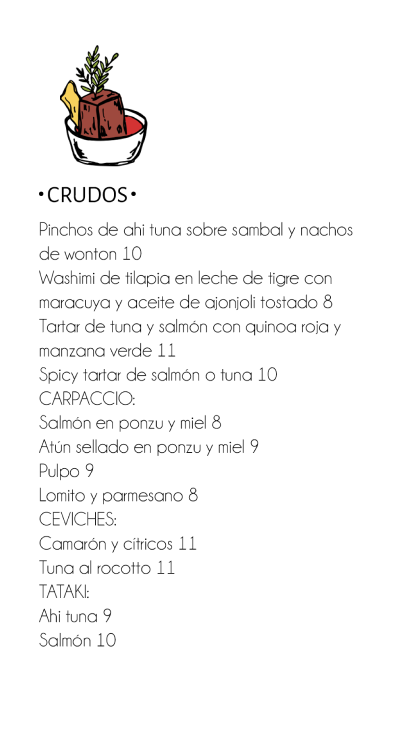 •CRUDOS•
Pinchos de ahi tuna sobre sambal y nachos
de wonton 10
Washimi de tilapia en leche de tigre con
maracuya y aceite de ajonjoli tostado 8
Tartar de tuna y salmón con quinoa roja y
manzana verde 11
Spicy tartar de salmón o tuna 10
CARPACCIO:
Salmón en ponzu y miel 8
Atún sellado en ponzu y miel 9
Pulpo 9
Lomito y parmesano 8
CEVICHES:
Camarón y cítricos 11
Tuna al rocotto 11
TATAKI:
Ahi tuna 9
Salmón 10